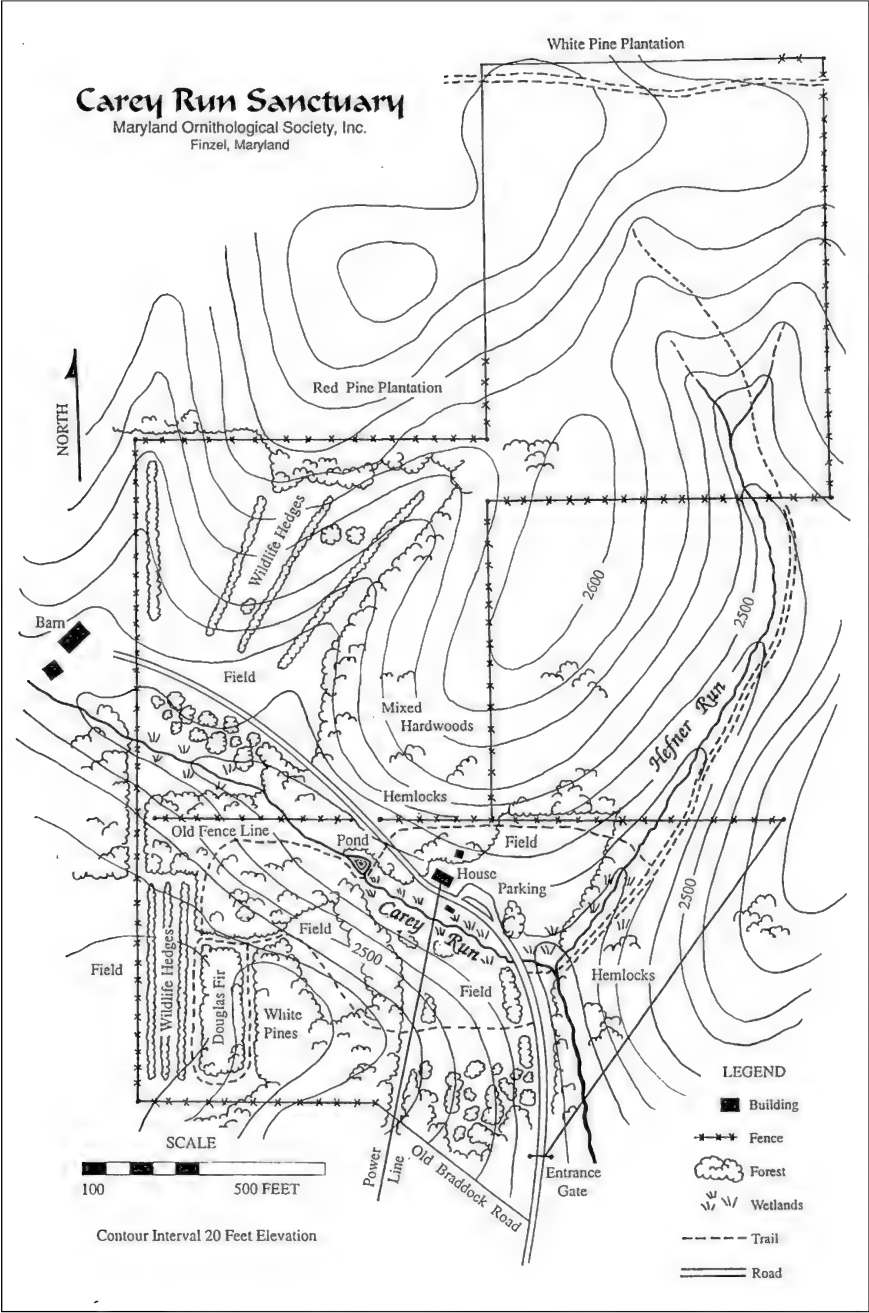 White Pine Plantation
Carey Run Sanctuary
Maryland Ornithological Society, Inc.
Finzel, Maryland
Red Pine Plantation
NORTH
Wildlife Hedges
2600
2500
Barn
Field
Mixed
Hardwoods
Hefner Run
Hemlocks
Old Fence Line
Pond
Field
House
Parking
Carey
Run
2500
Field
2500
Field
Wildlife Hedges
Douglas Fir
White
Pines
Field
Hemlocks
LEGEND
Building
Fence
Forest
Wetlands
Trail
Road
SCALE
100 500 FEET
Power
Line
Old Braddock Road
Entrance
Gate
Contour Interval 20 Feet Elevation